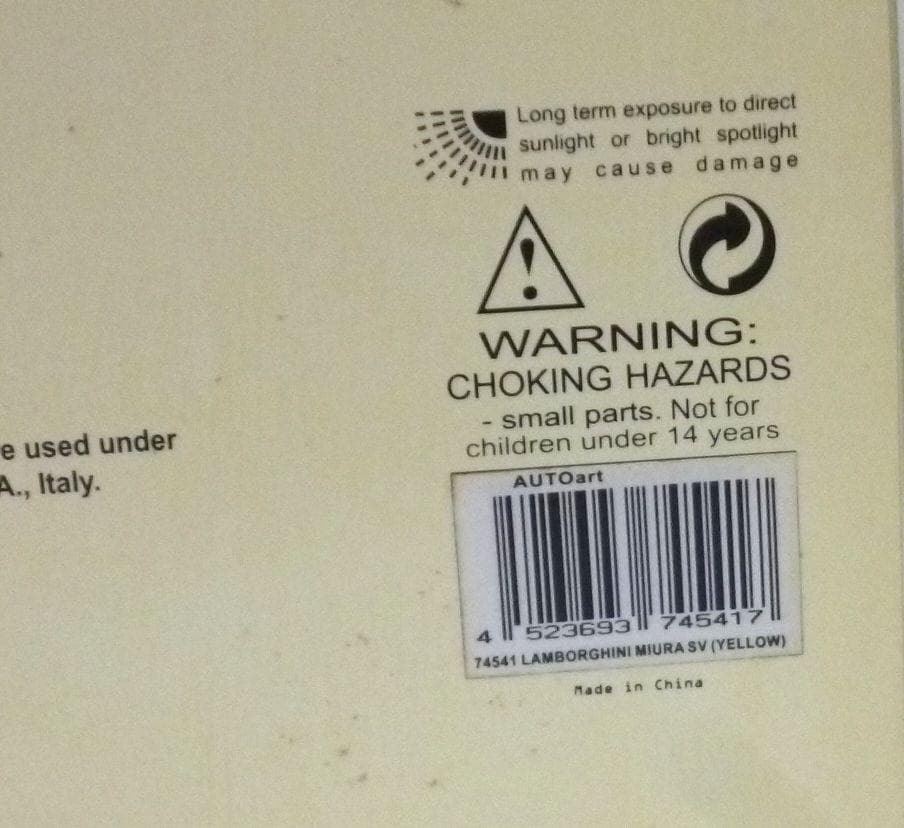 Long term exposure to direct
sunlight or bright spotlight
may cause damage
WARNING:
CHOKING HAZARDS
- small parts. Not for
children under 14 years
e used under
A., Italy.
AUTOart
4 523693 745417
74541 LAMBORGHINI MIURA SV (YELLOW)
Made in China